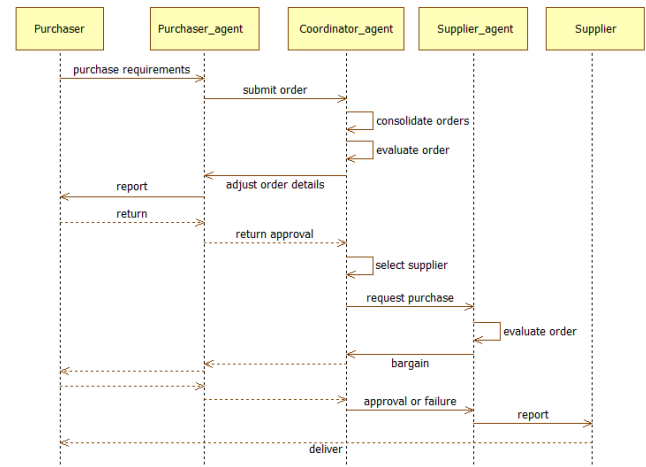 Purchaser
Purchaser_agent
Coordinator_agent
Supplier_agent
Supplier
purchase requirements
submit order
consolidate orders
evaluate order
adjust order details
report
return
return approval
select supplier
request purchase
evaluate order
bargain
approval or failure
report
deliver